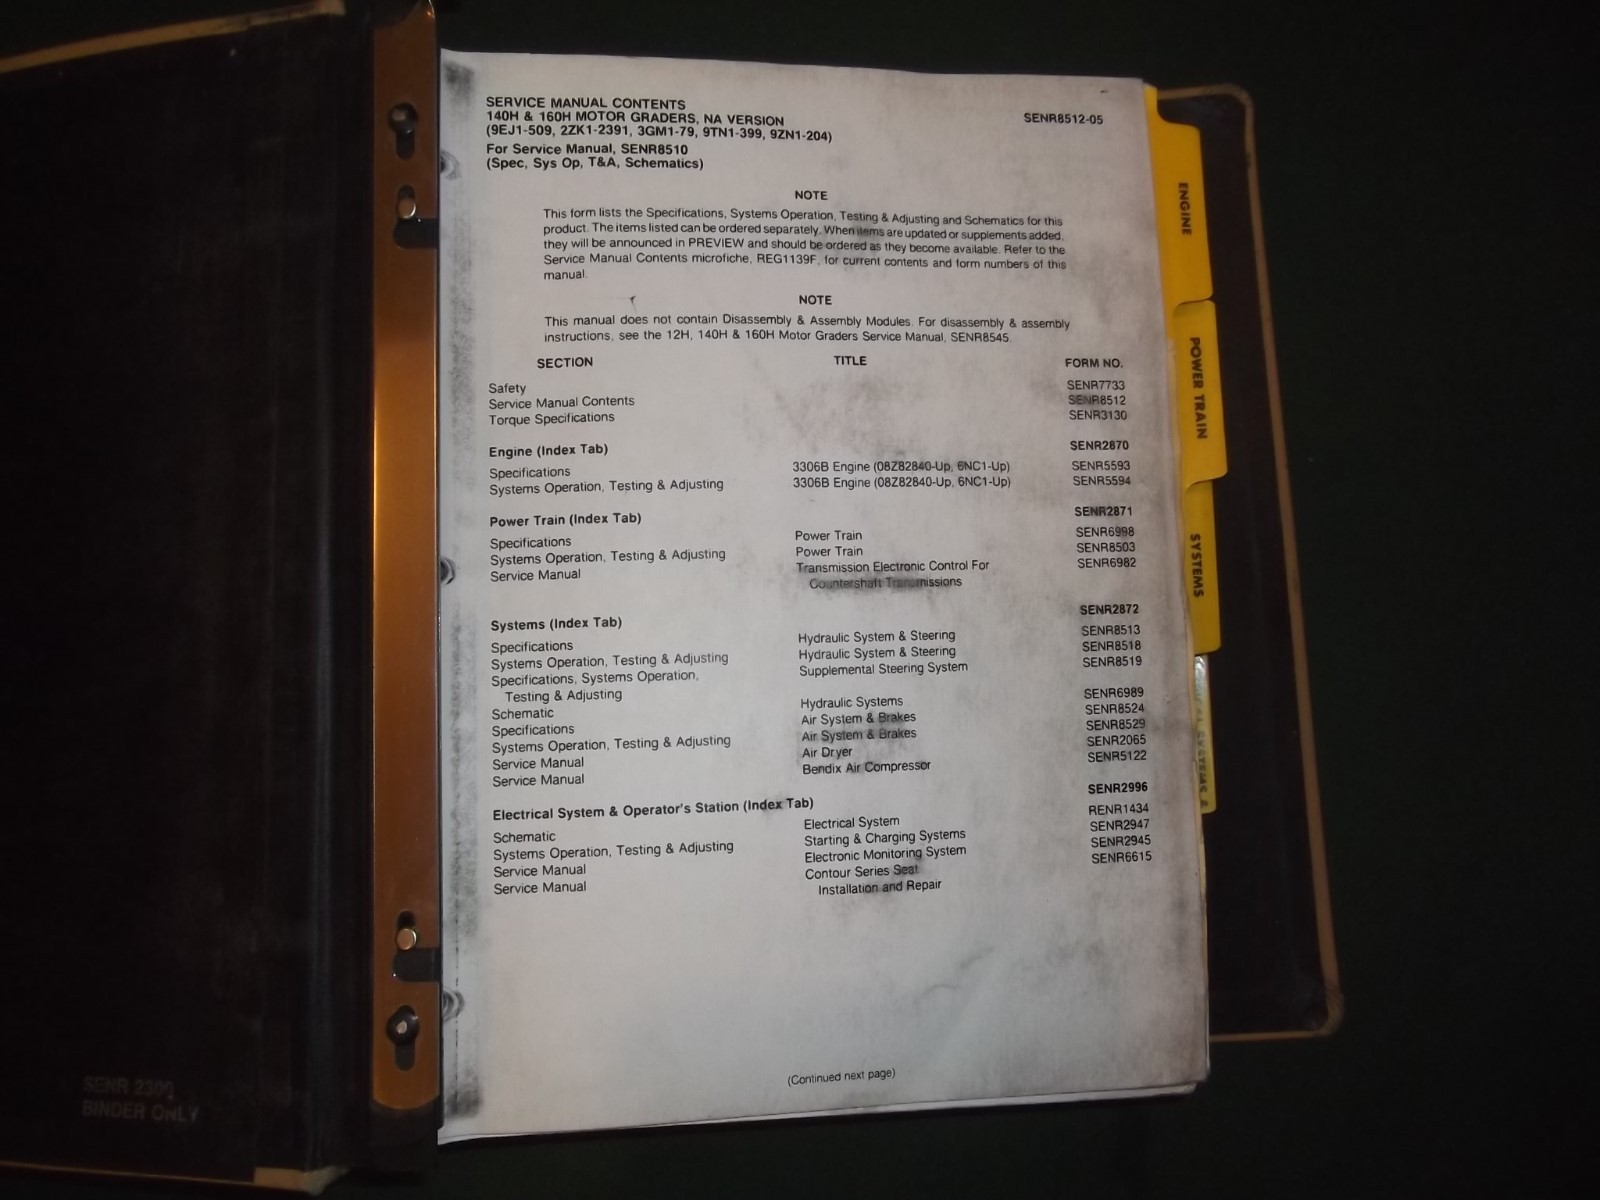 SERVICE MANUAL CONTENTS
140H & 160H MOTOR GRADERS, NA VERSION SENR8512-05
(9EJ1-509, 2ZK1-2391, 3GM1-79, 9TN1-399, 9ZN1-204)
For Service Manual, SENR8510
(Spec, Sys Op, T&A, Schematics)
NOTE
This form lists the Specifications, Systems Operation, Testing & Adjusting and Schematics for this
product. The items listed can be ordered separately. When items are updated or supplements added,
they will be announced in PREVIEW and should be ordered as they become available. Refer to the
Service Manual Contents microfiche, REG1139F, for current contents and form numbers of this
manual.
NOTE
This manual does not contain Disassembly & Assembly Modules. For disassembly & assembly
instructions, see the 12H, 140H & 160H Motor Graders Service Manual, SENR8545.
SECTION TITLE FORM NO.
Safety SENR7733
Service Manual Contents SENR8512
Torque Specifications SENR3130
Engine (Index Tab) SENR2870
Specifications 3306B Engine (08Z82840-Up, 6NC1-Up) SENR5593
Systems Operation, Testing & Adjusting 3306B Engine (08Z82840-Up, 6NC1-Up) SENR5594
Power Train (Index Tab) SENR2871
Specifications Power Train SENR6998
Systems Operation, Testing & Adjusting Power Train SENR8503
Service Manual Transmission Electronic Control For SENR6982
Countershaft Transmissions
Systems (Index Tab) SENR2872
Specifications Hydraulic System & Steering SENR8513
Systems Operation, Testing & Adjusting Hydraulic System & Steering SENR8518
Specifications, Systems Operation, Supplemental Steering System SENR8519
Testing & Adjusting
Schematic Hydraulic Systems SENR6989
Specifications Air System & Brakes SENR8524
Systems Operation, Testing & Adjusting Air System & Brakes SENR8529
Service Manual Air Dryer SENR2065
Service Manual Bendix Air Compressor SENR5122
Electrical System & Operator's Station (Index Tab) SENR2996
Schematic Electrical System RENR1434
Systems Operation, Testing & Adjusting Starting & Charging Systems SENR2947
Service Manual Electronic Monitoring System SENR2945
Service Manual Contour Series Seat SENR6615
Installation and Repair
(Continued next page)
ENGINE
POWER TRAIN
SYSTEMS
SYSTEMS &
SENR 2300
BINDER ONLY